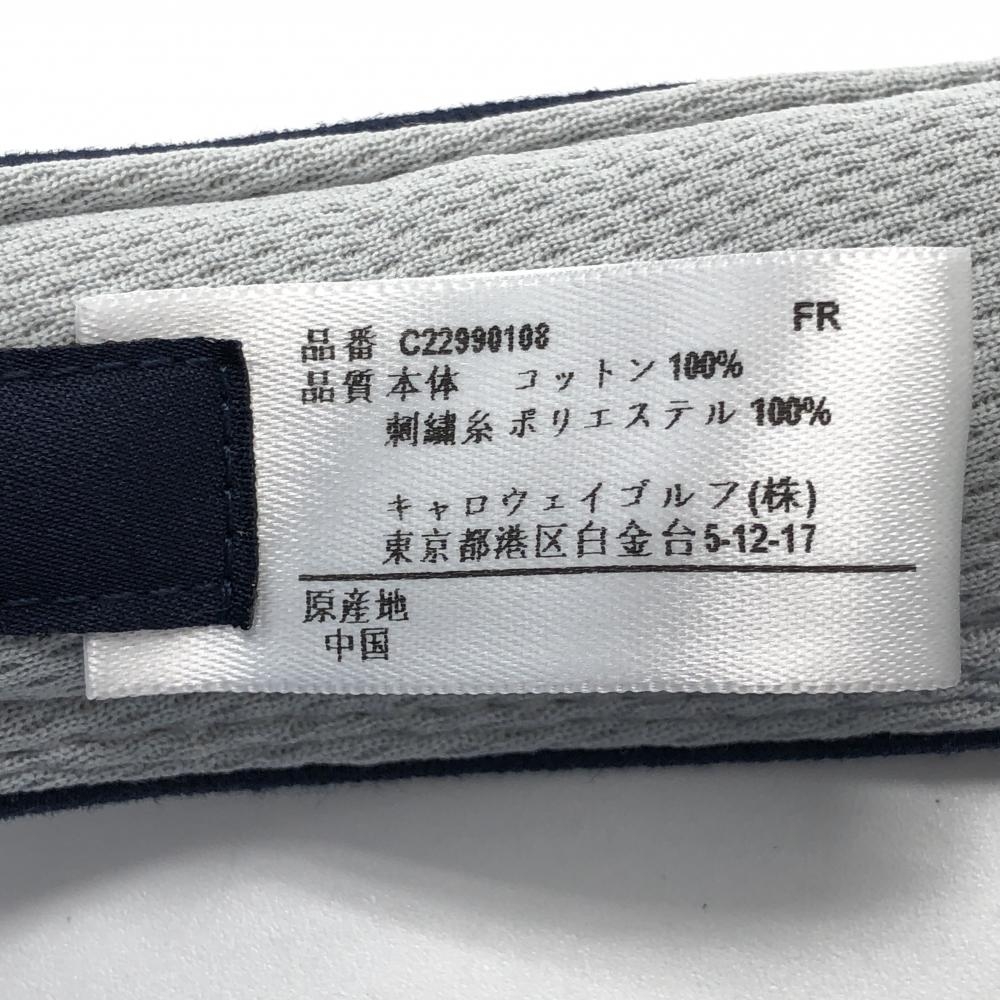 FR
品番 C22990108
品質 本体 コットン 100%
刺繍糸 ポリエステル 100%
キャロウェイゴルフ(株)
東京都港区白金台5-12-17
原産地
中国